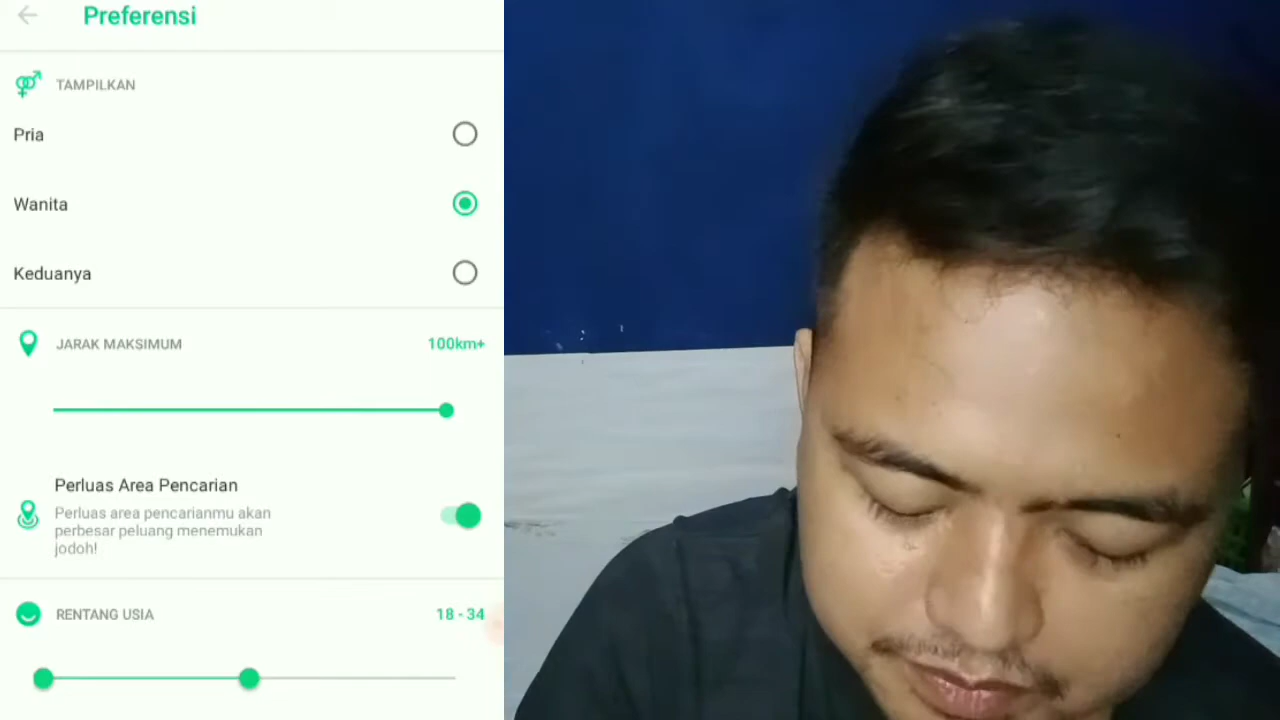 Preferensi
TAMPILKAN
Pria
Wanita
Keduanya
JARAK MAKSIMUM 100km+
Perluas Area Pencarian
Perluas area pencarianmu akan
perbesar peluang menemukan
jodoh!
RENTANG USIA 18 - 34